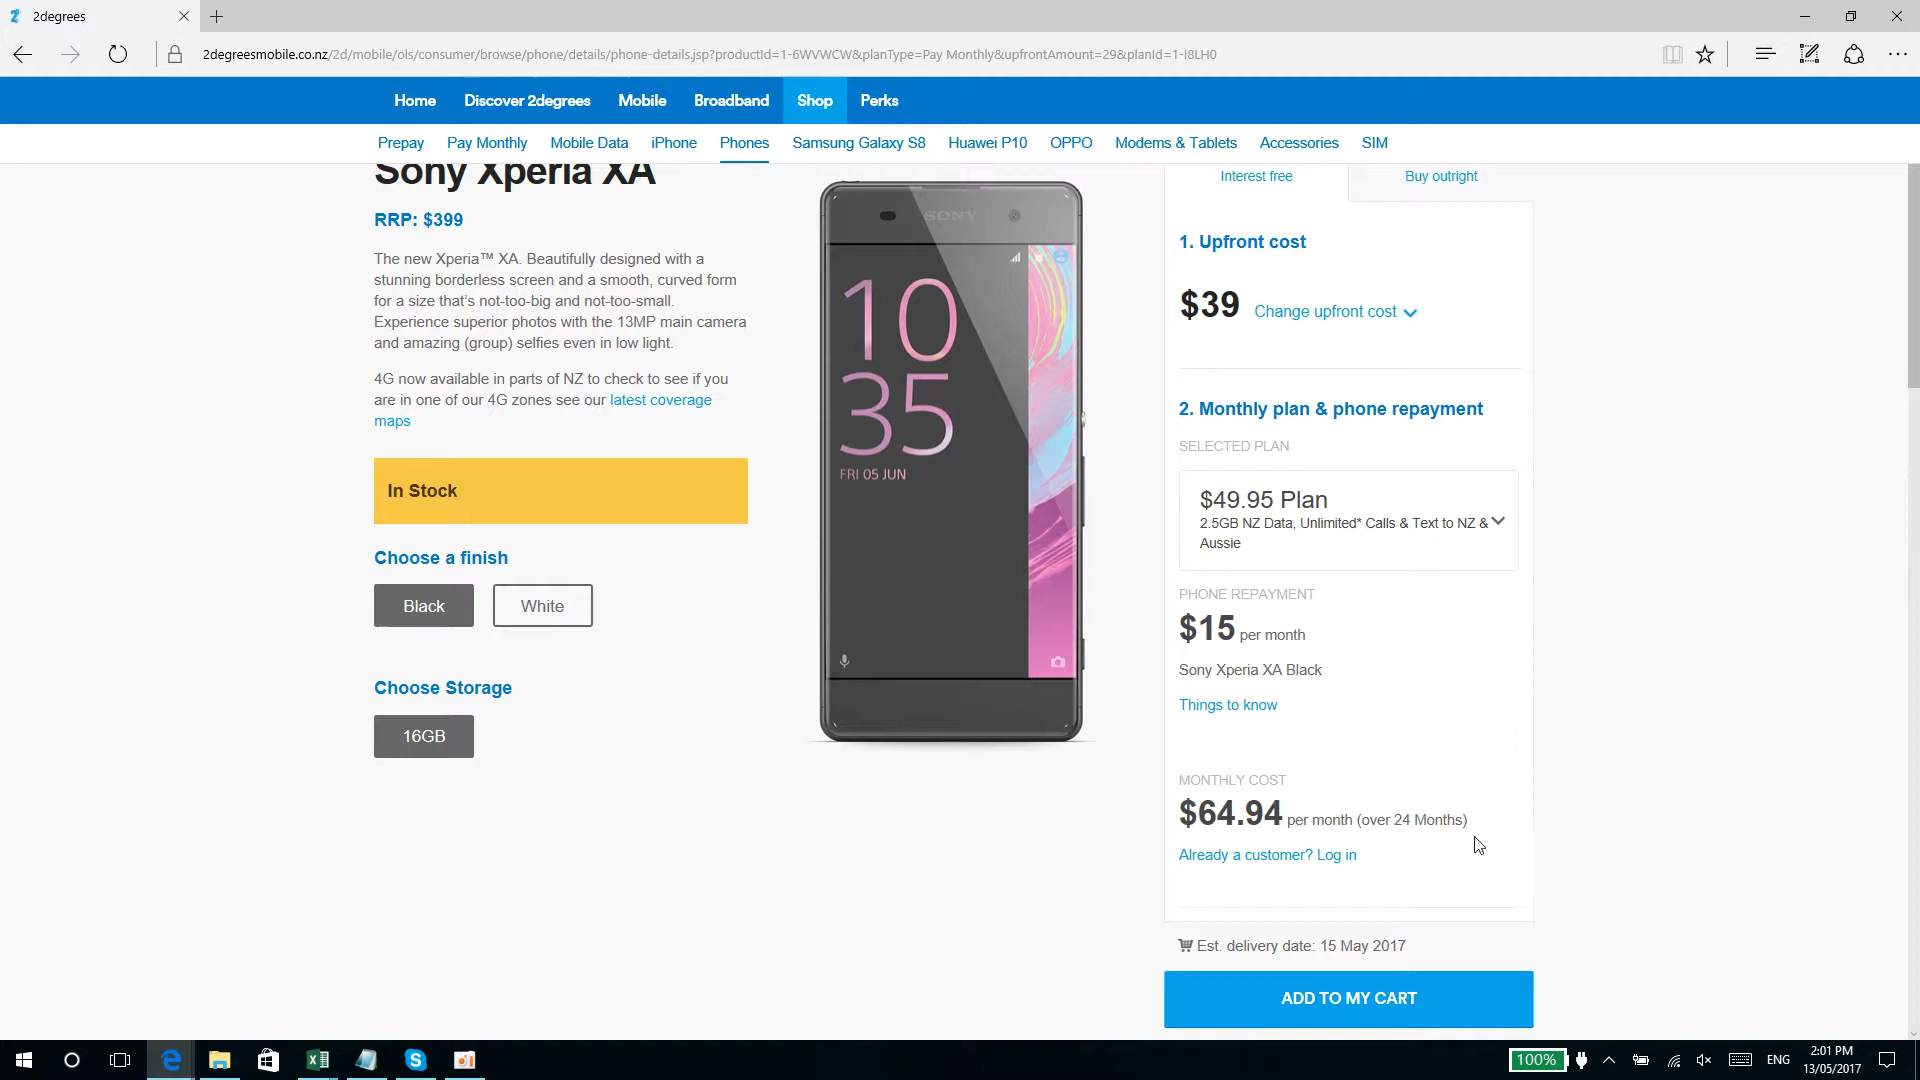 2degrees
2degreesmobile.co.nz/2d/mobile/ols/consumer/browse/phone/details/phone-details.jsp?productId=1-6WVWCW&planType=Pay Monthly&upfrontAmount=29&planId=1-I8LH0
Home Discover 2degrees Mobile Broadband Shop Perks
Prepay Pay Monthly Mobile Data iPhone Phones Samsung Galaxy S8 Huawei P10 OPPO Modems & Tablets Accessories SIM
Sony Xperia XA
RRP: $399
The new Xperia™ XA. Beautifully designed with a
stunning borderless screen and a smooth, curved form
for a size that's not-too-big and not-too-small.
Experience superior photos with the 13MP main camera
and amazing (group) selfies even in low light.
4G now available in parts of NZ to check to see if you
are in one of our 4G zones see our latest coverage
maps
In Stock
Choose a finish
Black White
Choose Storage
16GB
SONY
10
35
FRI 05 JUN
Interest free Buy outright
1. Upfront cost
$39 Change upfront cost
2. Monthly plan & phone repayment
SELECTED PLAN
$49.95 Plan
2.5GB NZ Data, Unlimited* Calls & Text to NZ &
Aussie
PHONE REPAYMENT
$15 per month
Sony Xperia XA Black
Things to know
MONTHLY COST
$64.94 per month (over 24 Months)
Already a customer? Log in
Est. delivery date: 15 May 2017
ADD TO MY CART
100% ENG 2:01 PM
13/05/2017